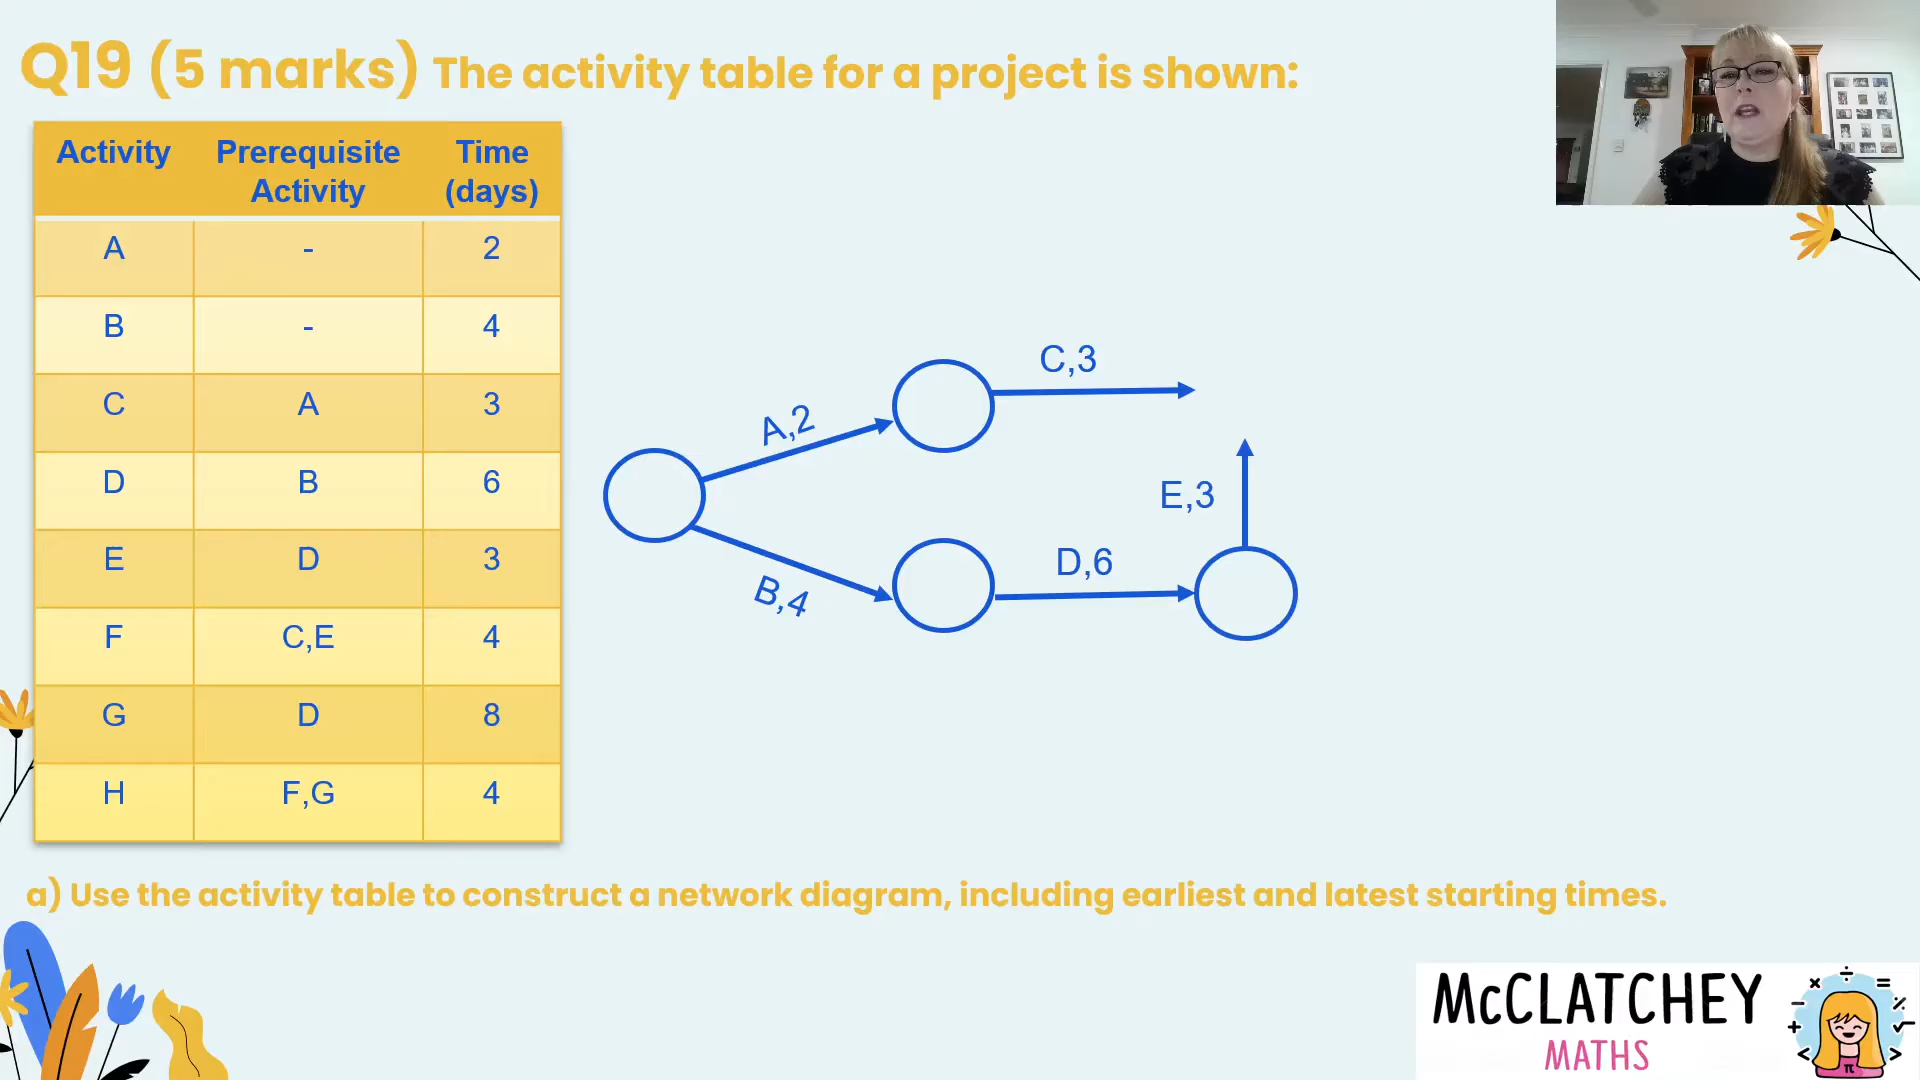 Q19 (5 marks) The activity table for a project is shown:
Activity Prerequisite Activity Time (days)
A - 2
B - 4
C A 3
D B 6
E D 3
F C,E 4
G D 8
H F,G 4
A,2
C,3
B,4
D,6
E,3
a) Use the activity table to construct a network diagram, including earliest and latest starting times.
McCLATCHEY
MATHS